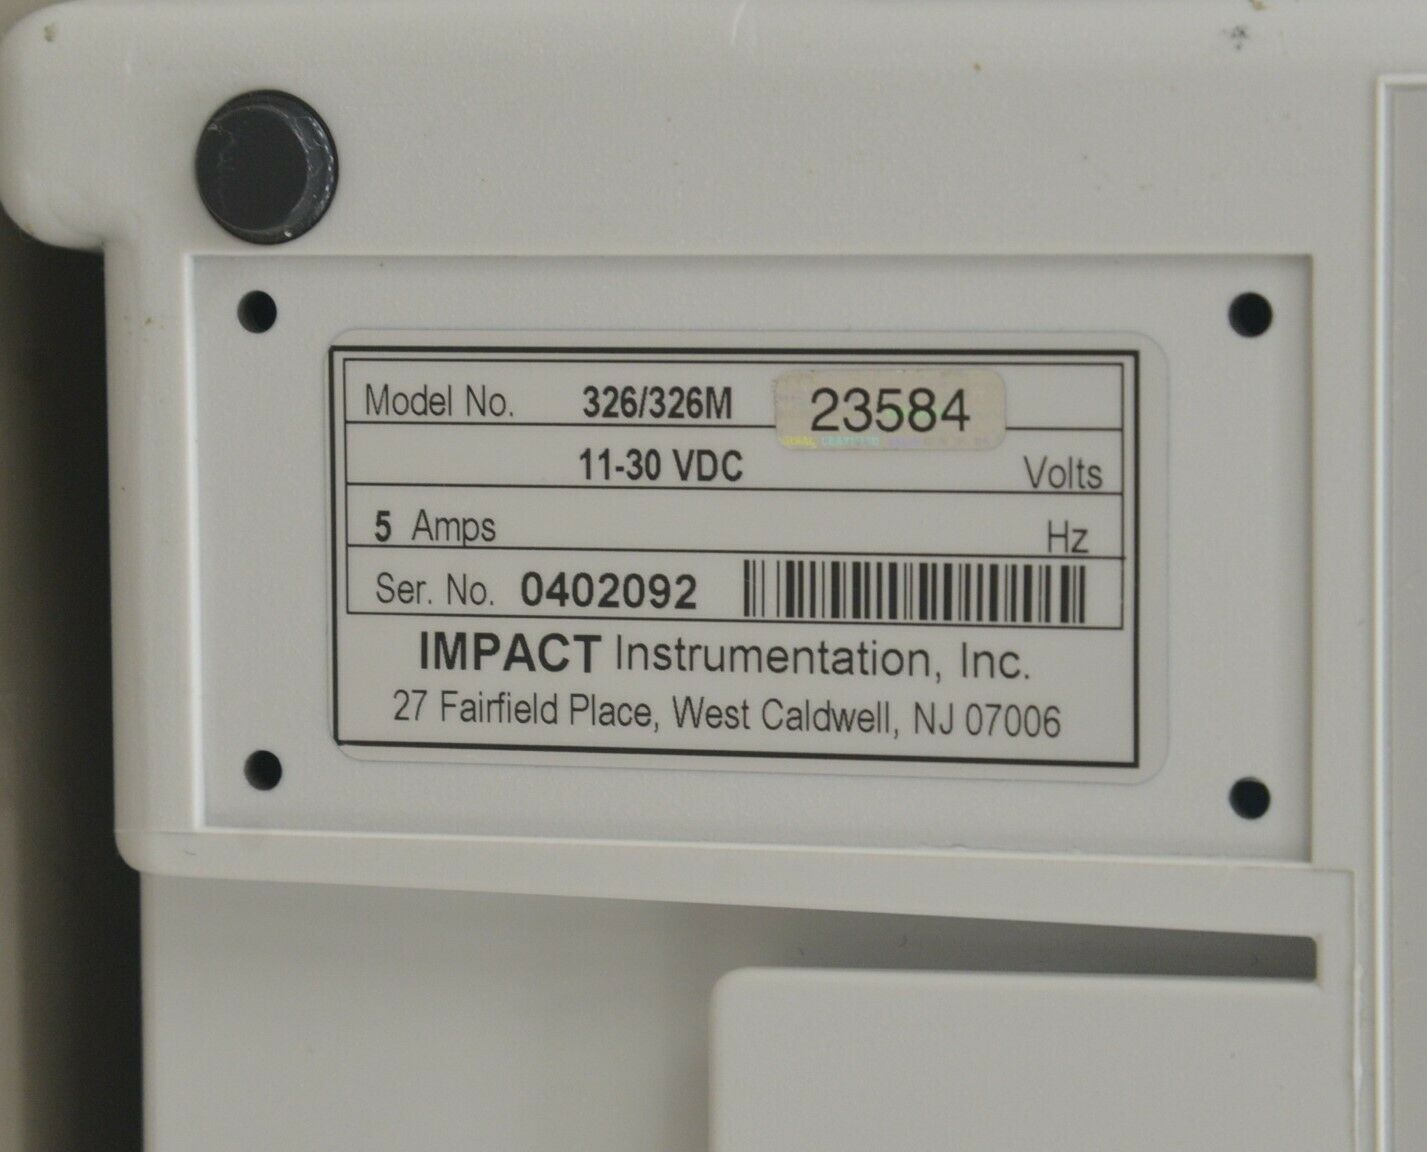 Model No. 326/326M 23584
11-30 VDC Volts
5 Amps Hz
Ser. No. 0402092
IMPACT Instrumentation, Inc.
27 Fairfield Place, West Caldwell, NJ 07006